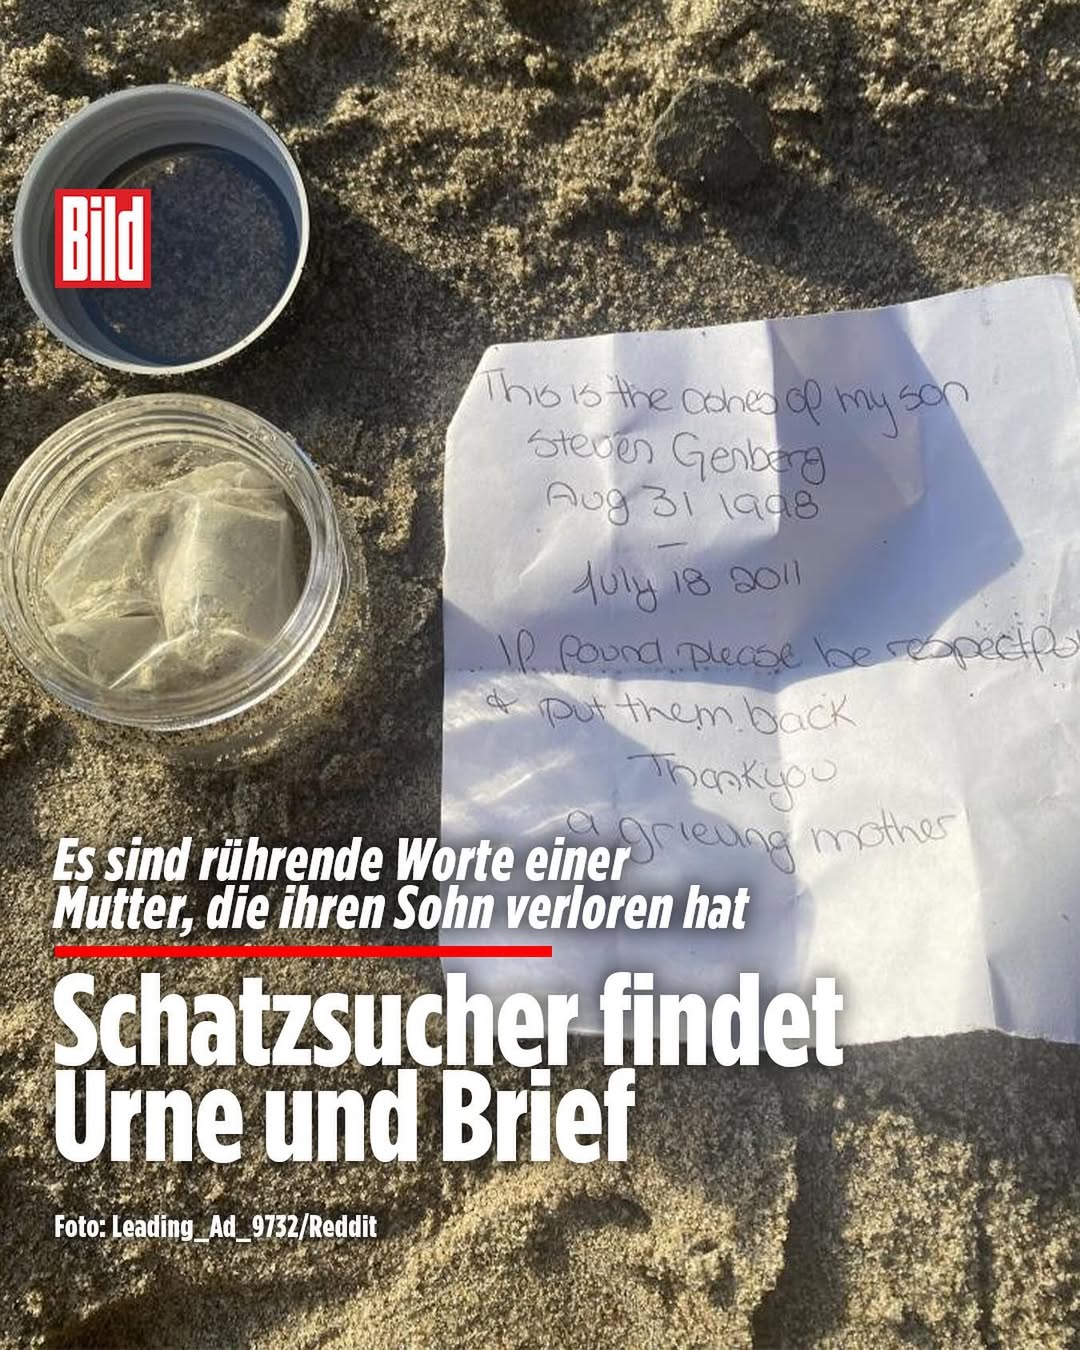 Bild
This is the ashes of my son
Steven Genberg
Aug 31 1998
—
July 18 2011
If found please be respectful
& put them back
Thankyou
a grieving mother
Es sind rührende Worte einer
Mutter, die ihren Sohn verloren hat
Schatzsucher findet
Urne und Brief
Foto: Leading_Ad_9732/Reddit